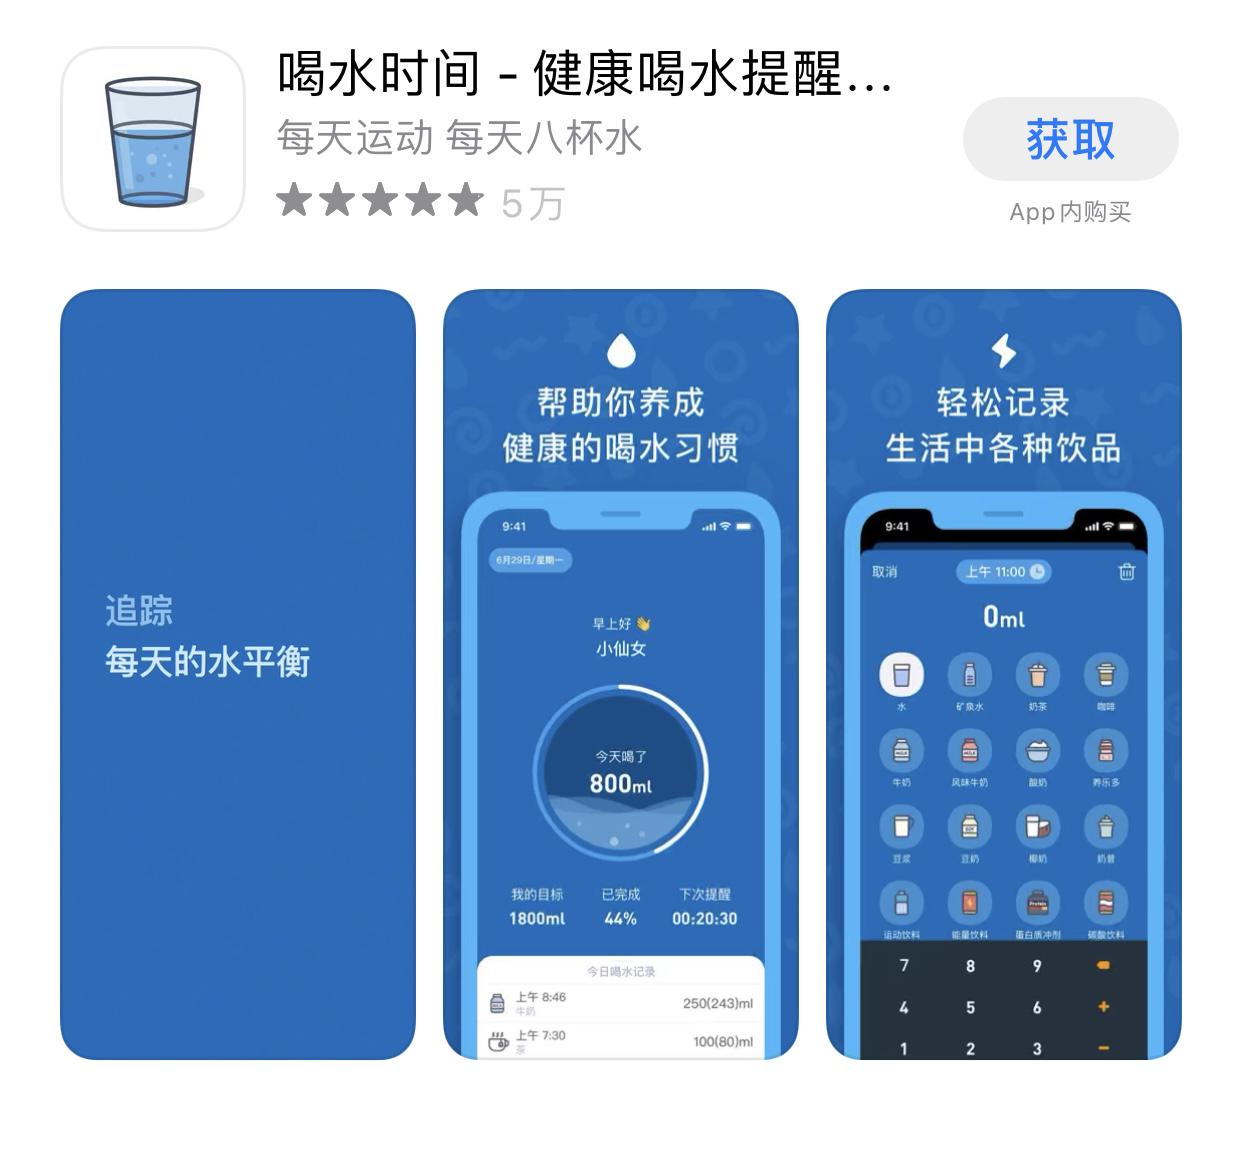 喝水时间 - 健康喝水提醒...
每天运动 每天八杯水
5万
获取
App内购买
追踪
每天的水平衡
帮助你养成
健康的喝水习惯
9:41
6月29日/星期一
早上好 👋
小仙女
今天喝了
800ml
我的目标 已完成 下次提醒
1800ml 44% 00:20:30
今日喝水记录
上午 8:46
牛奶
250(243)ml
上午 7:30
茶
100(80)ml
轻松记录
生活中各种饮品
9:41
取消 上午 11:00
0ml
水 矿泉水 奶茶 咖啡
牛奶 风味牛奶 酸奶 养乐多
豆浆 豆奶 椰奶 奶昔
运动饮料 能量饮料 蛋白质冲剂 碳酸饮料
7 8 9
4 5 6 +
1 2 3 -